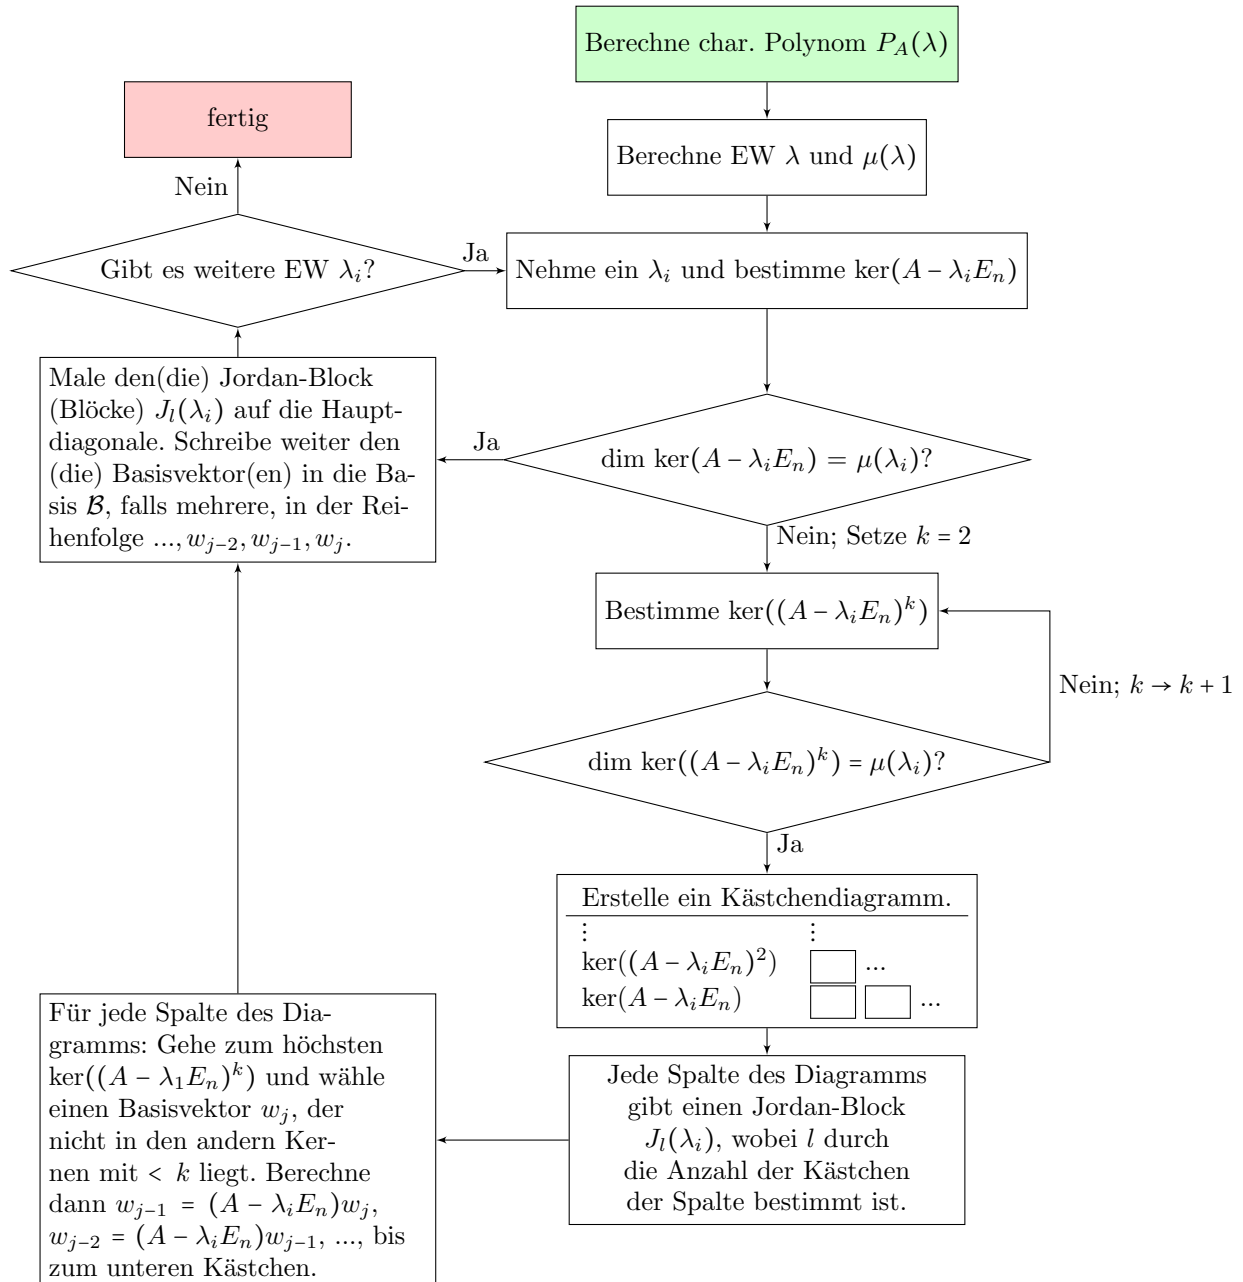 Berechne char. Polynom $P_A(\lambda)$
fertig
Berechne EW $\lambda$ und $\mu(\lambda)$
Nein
Gibt es weitere EW $\lambda_i$?
Ja
Nehme ein $\lambda_i$ und bestimme $\ker(A - \lambda_i E_n)$
Male den(die) Jordan-Block
(Blöcke) $J_l(\lambda_i)$ auf die Haupt-
diagonale. Schreibe weiter den
(die) Basisvektor(en) in die Ba-
sis $\mathcal{B}$, falls mehrere, in der Rei-
henfolge $..., w_{j-2}, w_{j-1}, w_j$.
Ja
$\dim \ker(A - \lambda_i E_n) = \mu(\lambda_i)$?
Nein; Setze $k = 2$
Bestimme $\ker((A - \lambda_i E_n)^k)$
Nein; $k \to k + 1$
$\dim \ker((A - \lambda_i E_n)^k) = \mu(\lambda_i)$?
Ja
Erstelle ein Kästchendiagramm.
⋮ ⋮
$\ker((A - \lambda_i E_n)^2)$ ...
$\ker(A - \lambda_i E_n)$ ...
Jede Spalte des Diagramms
gibt einen Jordan-Block
$J_l(\lambda_i)$, wobei $l$ durch
die Anzahl der Kästchen
der Spalte bestimmt ist.
Für jede Spalte des Dia-
gramms: Gehe zum höchsten
$\ker((A - \lambda_1 E_n)^k)$ und wähle
einen Basisvektor $w_j$, der
nicht in den andern Ker-
nen mit $< k$ liegt. Berechne
dann $w_{j-1} = (A - \lambda_i E_n)w_j$,
$w_{j-2} = (A - \lambda_i E_n)w_{j-1}$, ..., bis
zum unteren Kästchen.